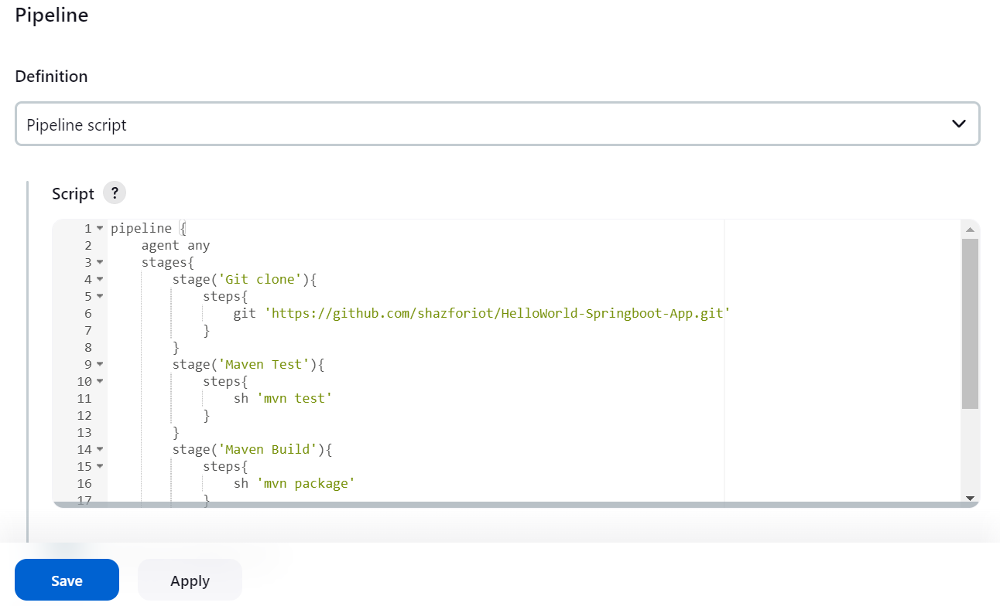 Pipeline
Definition
Pipeline script
Script ?
1 pipeline {
2 agent any
3 stages{
4 stage('Git clone'){
5 steps{
6 git 'https://github.com/shazforiot/HelloWorld-Springboot-App.git'
7 }
8 }
9 stage('Maven Test'){
10 steps{
11 sh 'mvn test'
12 }
13 }
14 stage('Maven Build'){
15 steps{
16 sh 'mvn package'
17 }
Save Apply